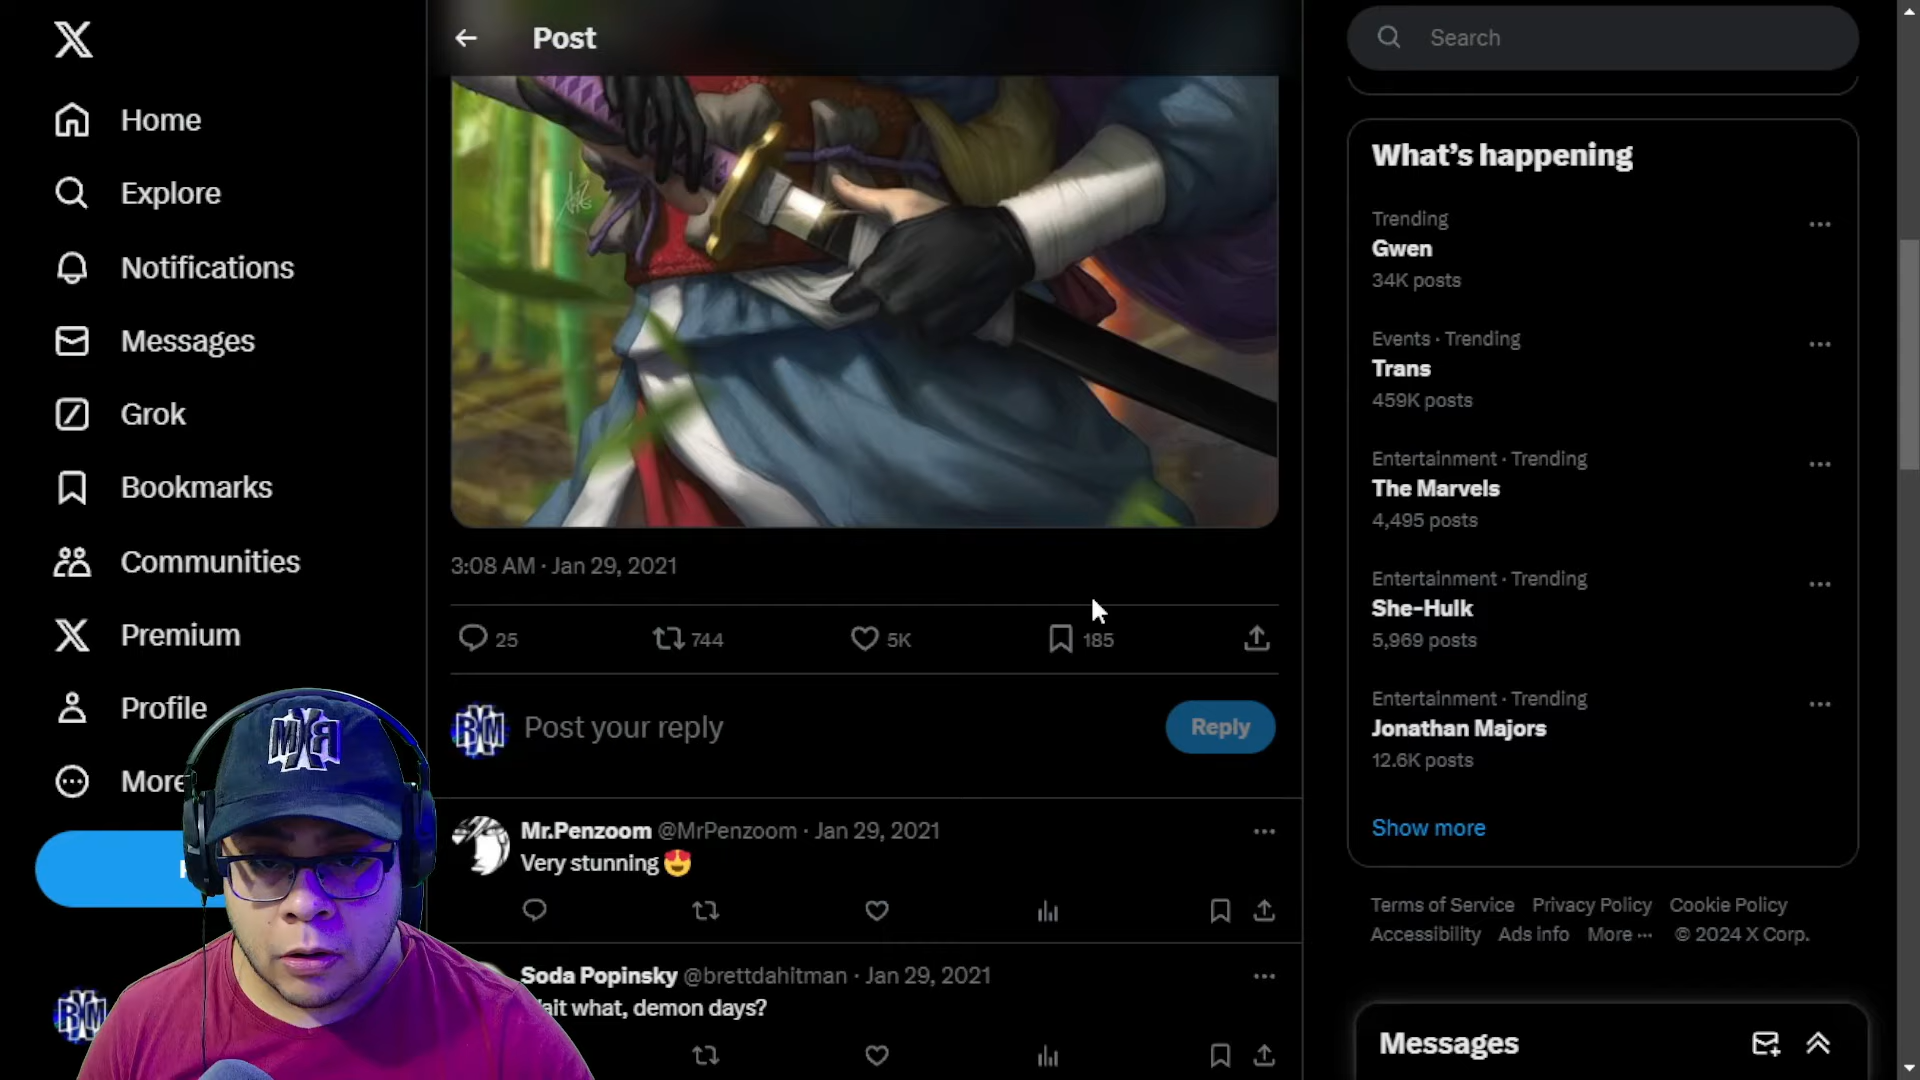 Post
Search
Home
Explore
Notifications
Messages
Grok
Bookmarks
Communities
Premium
Profile
More
3:08 AM · Jan 29, 2021
25
744
5K
185
Post your reply
Reply
Mr.Penzoom @MrPenzoom · Jan 29, 2021
Very stunning 😍
Soda Popinsky @brettdahitman · Jan 29, 2021
what, demon days?
What's happening
Trending
Gwen
34K posts
Events · Trending
Trans
459K posts
Entertainment · Trending
The Marvels
4,495 posts
Entertainment · Trending
She-Hulk
5,969 posts
Entertainment · Trending
Jonathan Majors
12.6K posts
Show more
Terms of Service Privacy Policy Cookie Policy
Accessibility Ads info More ··· © 2024 X Corp.
Messages